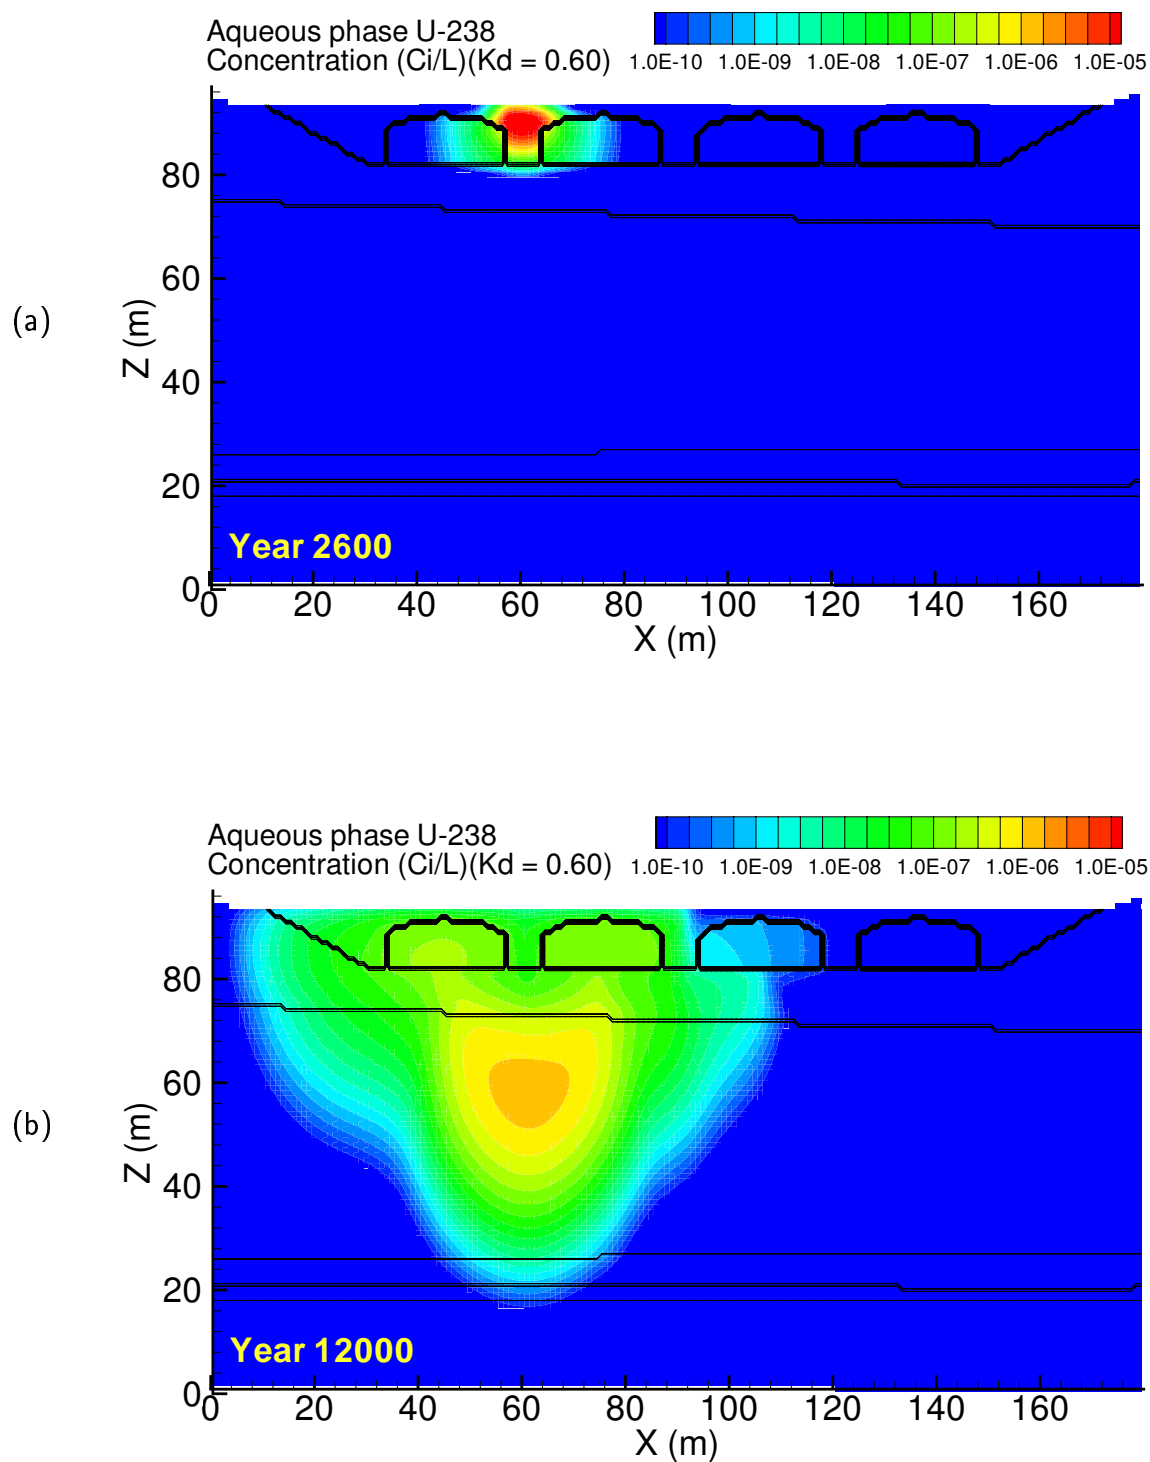 Aqueous phase U-238
Concentration (Ci/L)(Kd = 0.60)
1.0E-10 1.0E-09 1.0E-08 1.0E-07 1.0E-06 1.0E-05
80
60
40
20
0
Z (m)
(a)
Year 2600
0 20 40 60 80 100 120 140 160
X (m)
Aqueous phase U-238
Concentration (Ci/L)(Kd = 0.60)
1.0E-10 1.0E-09 1.0E-08 1.0E-07 1.0E-06 1.0E-05
80
60
40
20
0
Z (m)
(b)
Year 12000
0 20 40 60 80 100 120 140 160
X (m)